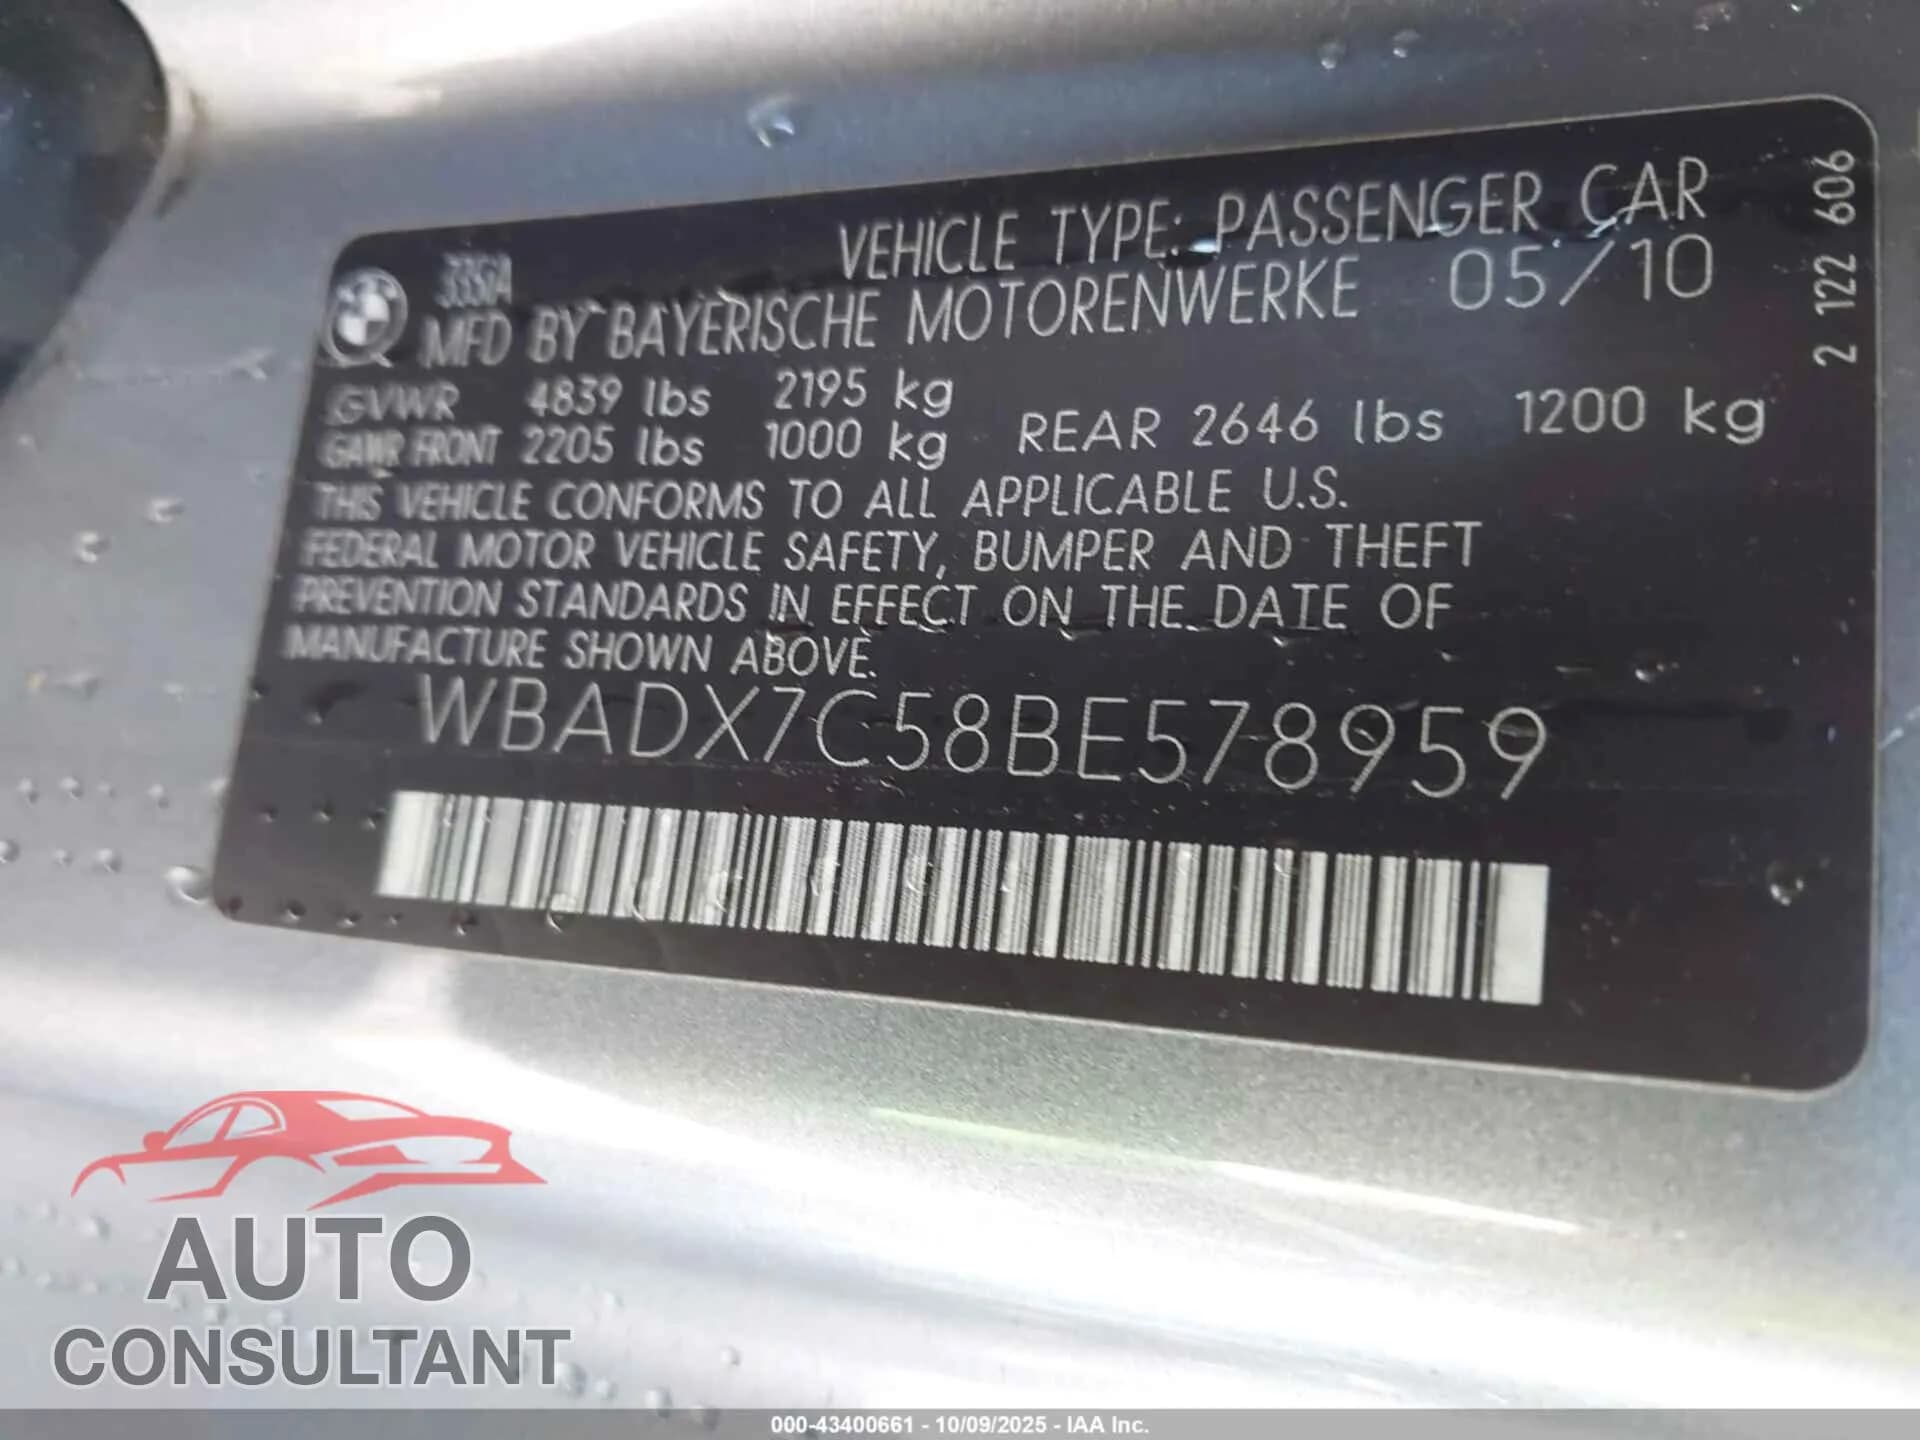 VEHICLE TYPE: PASSENGER CAR
MFD BY BAYERISCHE MOTORENWERKE 05/10
GVWR 4839 lbs 2195 kg
GAWR FRONT 2205 lbs 1000 kg REAR 2646 lbs 1200 kg
THIS VEHICLE CONFORMS TO ALL APPLICABLE U.S.
FEDERAL MOTOR VEHICLE SAFETY, BUMPER AND THEFT
PREVENTION STANDARDS IN EFFECT ON THE DATE OF
MANUFACTURE SHOWN ABOVE.
WBADX7C58BE578959
2 122 606
AUTO
CONSULTANT
000-43400661 - 10/09/2025 - IAA Inc.